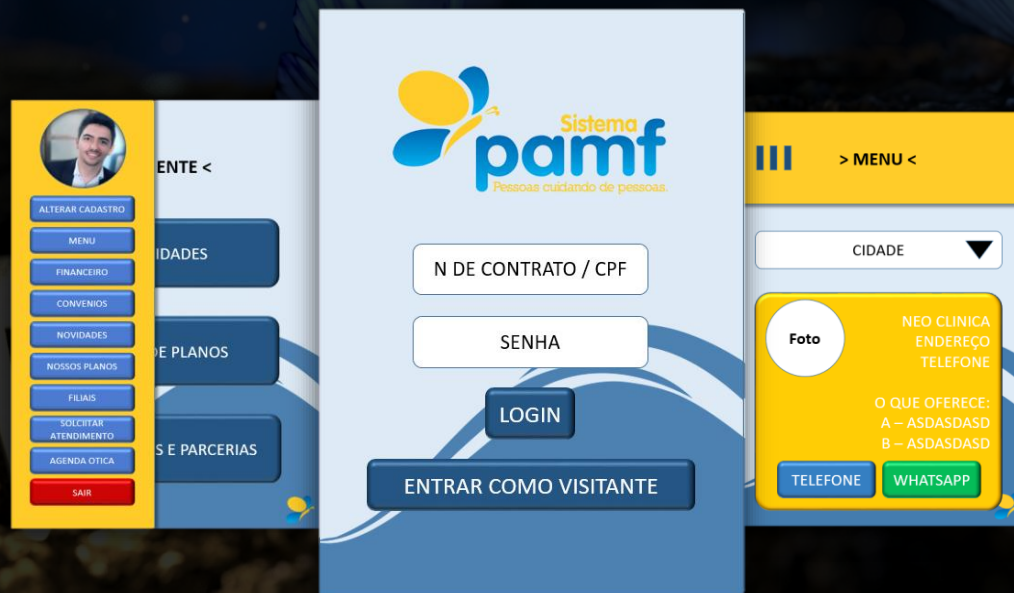 ALTERAR CADASTRO
MENU
FINANCEIRO
CONVENIOS
NOVIDADES
NOSSOS PLANOS
FILIAIS
SOLCIITAR
ATENDIMENTO
AGENDA OTICA
SAIR
ENTE <
IDADES
DE PLANOS
S E PARCERIAS
Sistema
pamf
Pessoas cuidando de pessoas.
N DE CONTRATO / CPF
SENHA
LOGIN
ENTRAR COMO VISITANTE
> MENU <
CIDADE
Foto
NEO CLINICA
ENDEREÇO
TELEFONE
O QUE OFERECE:
A – ASDASDASD
B – ASDASDASD
TELEFONE
WHATSAPP